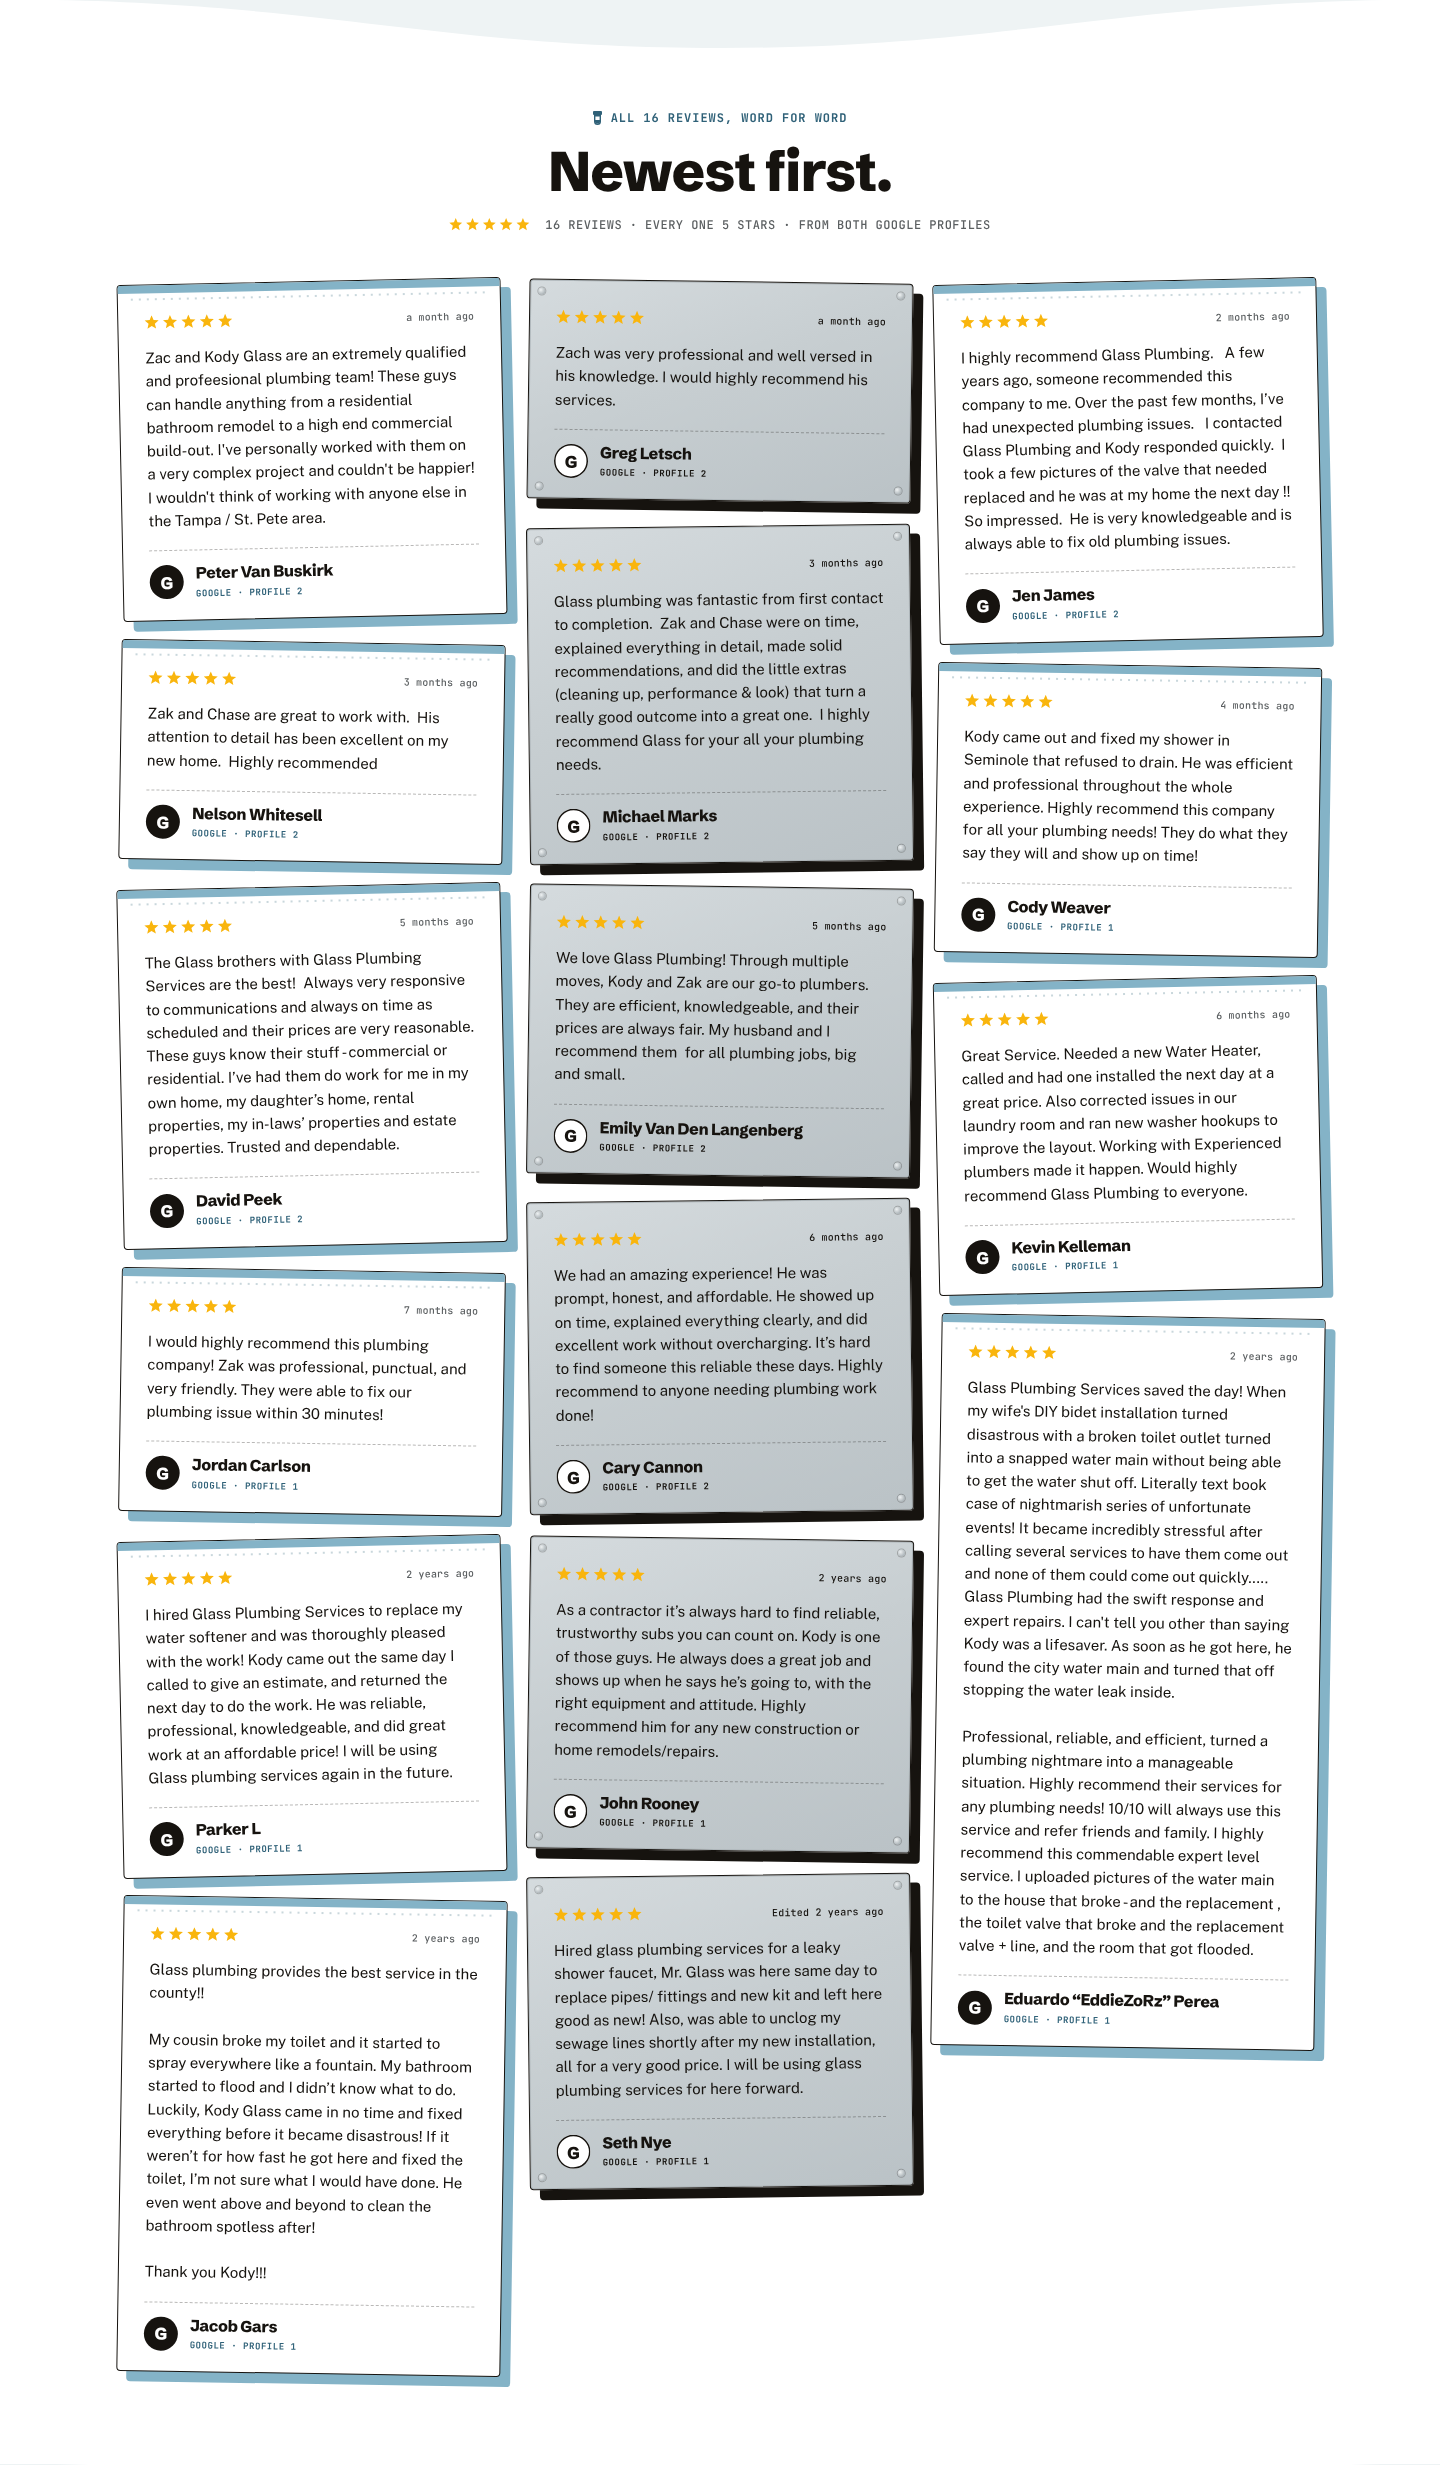 ALL 16 REVIEWS, WORD FOR WORD
Newest first.
16 REVIEWS · EVERY ONE 5 STARS · FROM BOTH GOOGLE PROFILES
a month ago
Zac and Kody Glass are an extremely qualified
and profeesional plumbing team! These guys
can handle anything from a residential
bathroom remodel to a high end commercial
build-out. I've personally worked with them on
a very complex project and couldn't be happier!
I wouldn't think of working with anyone else in
the Tampa / St. Pete area.
G
Peter Van Buskirk
GOOGLE · PROFILE 2
3 months ago
Zak and Chase are great to work with.  His
attention to detail has been excellent on my
new home.  Highly recommended
G
Nelson Whitesell
GOOGLE · PROFILE 2
5 months ago
The Glass brothers with Glass Plumbing
Services are the best!  Always very responsive
to communications and always on time as
scheduled and their prices are very reasonable.
These guys know their stuff - commercial or
residential. I’ve had them do work for me in my
own home, my daughter’s home, rental
properties, my in-laws’ properties and estate
properties. Trusted and dependable.
G
David Peek
GOOGLE · PROFILE 2
7 months ago
I would highly recommend this plumbing
company! Zak was professional, punctual, and
very friendly. They were able to fix our
plumbing issue within 30 minutes!
G
Jordan Carlson
GOOGLE · PROFILE 1
2 years ago
I hired Glass Plumbing Services to replace my
water softener and was thoroughly pleased
with the work! Kody came out the same day I
called to give an estimate, and returned the
next day to do the work. He was reliable,
professional, knowledgeable, and did great
work at an affordable price! I will be using
Glass plumbing services again in the future.
G
Parker L
GOOGLE · PROFILE 1
2 years ago
Glass plumbing provides the best service in the
county!!
My cousin broke my toilet and it started to
spray everywhere like a fountain. My bathroom
started to flood and I didn’t know what to do.
Luckily, Kody Glass came in no time and fixed
everything before it became disastrous! If it
weren’t for how fast he got here and fixed the
toilet, I’m not sure what I would have done. He
even went above and beyond to clean the
bathroom spotless after!
Thank you Kody!!!
G
Jacob Gars
GOOGLE · PROFILE 1
a month ago
Zach was very professional and well versed in
his knowledge. I would highly recommend his
services.
G
Greg Letsch
GOOGLE · PROFILE 2
3 months ago
Glass plumbing was fantastic from first contact
to completion.  Zak and Chase were on time,
explained everything in detail, made solid
recommendations, and did the little extras
(cleaning up, performance & look) that turn a
really good outcome into a great one.  I highly
recommend Glass for your all your plumbing
needs.
G
Michael Marks
GOOGLE · PROFILE 2
5 months ago
We love Glass Plumbing! Through multiple
moves, Kody and Zak are our go-to plumbers.
They are efficient, knowledgeable, and their
prices are always fair. My husband and I
recommend them  for all plumbing jobs, big
and small.
G
Emily Van Den Langenberg
GOOGLE · PROFILE 2
6 months ago
We had an amazing experience! He was
prompt, honest, and affordable. He showed up
on time, explained everything clearly, and did
excellent work without overcharging. It’s hard
to find someone this reliable these days. Highly
recommend to anyone needing plumbing work
done!
G
Cary Cannon
GOOGLE · PROFILE 2
2 years ago
As a contractor it’s always hard to find reliable,
trustworthy subs you can count on. Kody is one
of those guys. He always does a great job and
shows up when he says he’s going to, with the
right equipment and attitude. Highly
recommend him for any new construction or
home remodels/repairs.
G
John Rooney
GOOGLE · PROFILE 1
Edited 2 years ago
Hired glass plumbing services for a leaky
shower faucet, Mr. Glass was here same day to
replace pipes/ fittings and new kit and left here
good as new! Also, was able to unclog my
sewage lines shortly after my new installation,
all for a very good price. I will be using glass
plumbing services for here forward.
G
Seth Nye
GOOGLE · PROFILE 1
2 months ago
I highly recommend Glass Plumbing.   A few
years ago, someone recommended this
company to me. Over the past few months, I’ve
had unexpected plumbing issues.   I contacted
Glass Plumbing and Kody responded quickly.  I
took a few pictures of the valve that needed
replaced and he was at my home the next day !!
So impressed.  He is very knowledgeable and is
always able to fix old plumbing issues.
G
Jen James
GOOGLE · PROFILE 2
4 months ago
Kody came out and fixed my shower in
Seminole that refused to drain. He was efficient
and professional throughout the whole
experience. Highly recommend this company
for all your plumbing needs! They do what they
say they will and show up on time!
G
Cody Weaver
GOOGLE · PROFILE 1
6 months ago
Great Service. Needed a new Water Heater,
called and had one installed the next day at a
great price. Also corrected issues in our
laundry room and ran new washer hookups to
improve the layout. Working with Experienced
plumbers made it happen. Would highly
recommend Glass Plumbing to everyone.
G
Kevin Kelleman
GOOGLE · PROFILE 1
2 years ago
Glass Plumbing Services saved the day! When
my wife's DIY bidet installation turned
disastrous with a broken toilet outlet turned
into a snapped water main without being able
to get the water shut off. Literally text book
case of nightmarish series of unfortunate
events! It became incredibly stressful after
calling several services to have them come out
and none of them could come out quickly.....
Glass Plumbing had the swift response and
expert repairs. I can't tell you other than saying
Kody was a lifesaver. As soon as he got here, he
found the city water main and turned that off
stopping the water leak inside.
Professional, reliable, and efficient, turned a
plumbing nightmare into a manageable
situation. Highly recommend their services for
any plumbing needs! 10/10 will always use this
service and refer friends and family. I highly
recommend this commendable expert level
service. I uploaded pictures of the water main
to the house that broke - and the replacement ,
the toilet valve that broke and the replacement
valve + line, and the room that got flooded.
G
Eduardo “EddieZoRz” Perea
GOOGLE · PROFILE 1